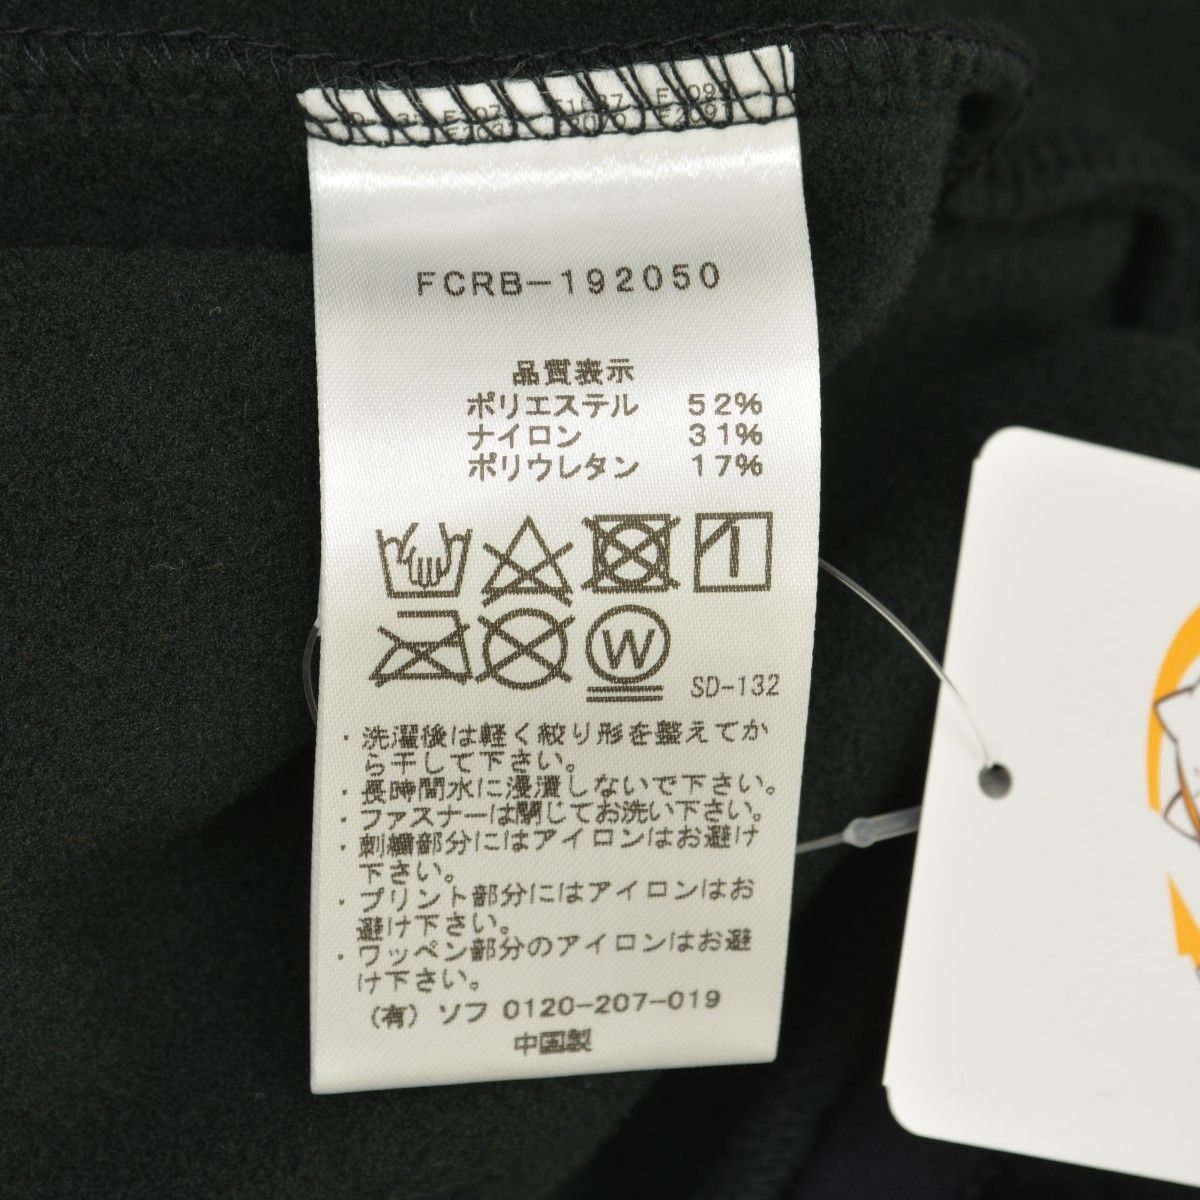 FCRB-192050
品質表示
ポリエステル 52%
ナイロン 31%
ポリウレタン 17%
W
SD-132
・洗濯後は軽く絞り形を整えてか
ら干して下さい。
・長時間水に浸漬しないで下さい。
・ファスナーは閉じてお洗い下さい。
・刺繍部分にはアイロンはお避け
下さい。
・プリント部分にはアイロンはお
避け下さい。
・ワッペン部分のアイロンはお避
け下さい。
(有) ソフ 0120-207-019
中国製